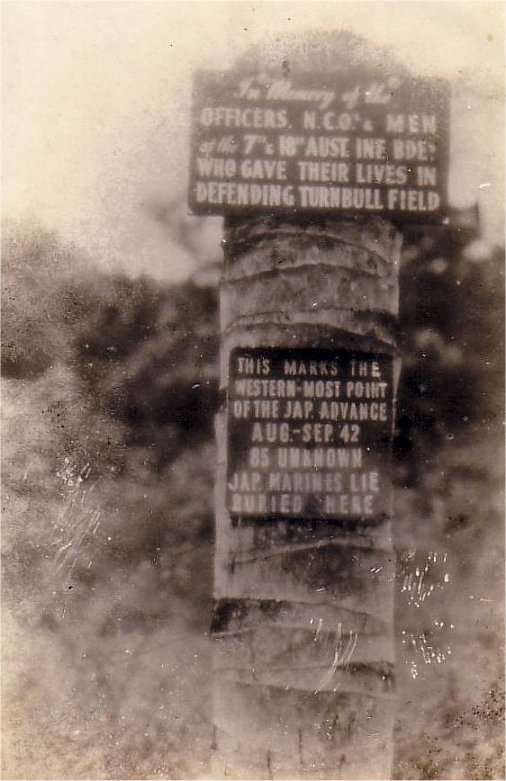 In Memory of the
OFFICERS, N.C.O's & MEN
of the 7th & 18th AUST. INF. BDES
WHO GAVE THEIR LIVES IN
DEFENDING TURNBULL FIELD
THIS MARKS THE
WESTERN-MOST POINT
OF THE JAP. ADVANCE
AUG.-SEP. 42
85 UNKNOWN
JAP. MARINES LIE
BURIED HERE